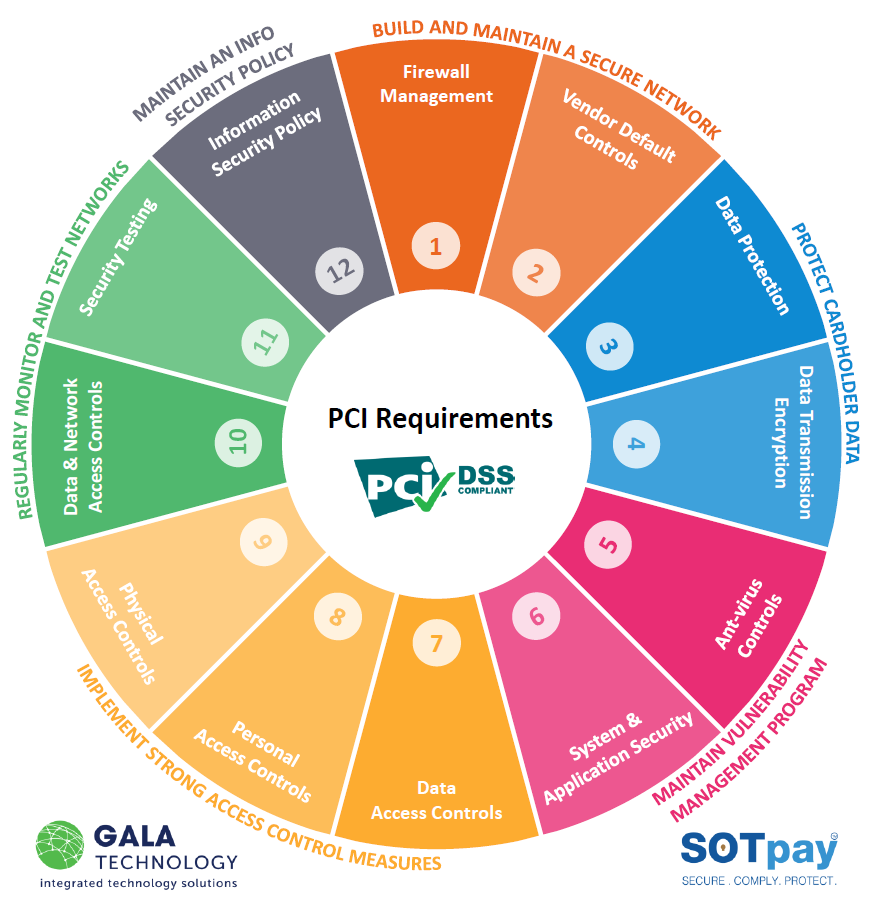 BUILD AND MAINTAIN A SECURE NETWORK
Firewall
Management
1
Vendor Default
Controls
2
PROTECT CARDHOLDER DATA
Data Protection
3
Data Transmission
Encryption
4
MAINTAIN VULNERABILITY
MANAGEMENT PROGRAM
Ant-virus
Controls
5
System &
Application Security
6
IMPLEMENT STRONG ACCESS CONTROL MEASURES
Data
Access Controls
7
Personal
Access Controls
8
Physical
Access Controls
9
REGULARLY MONITOR AND TEST NETWORKS
Data & Network
Access Controls
10
Security Testing
11
MAINTAIN AN INFO
SECURITY POLICY
Information
Security Policy
12
PCI Requirements
PCi DSS
COMPLIANT
GALA
TECHNOLOGY
integrated technology solutions
SOTpay
SECURE . COMPLY. PROTECT.